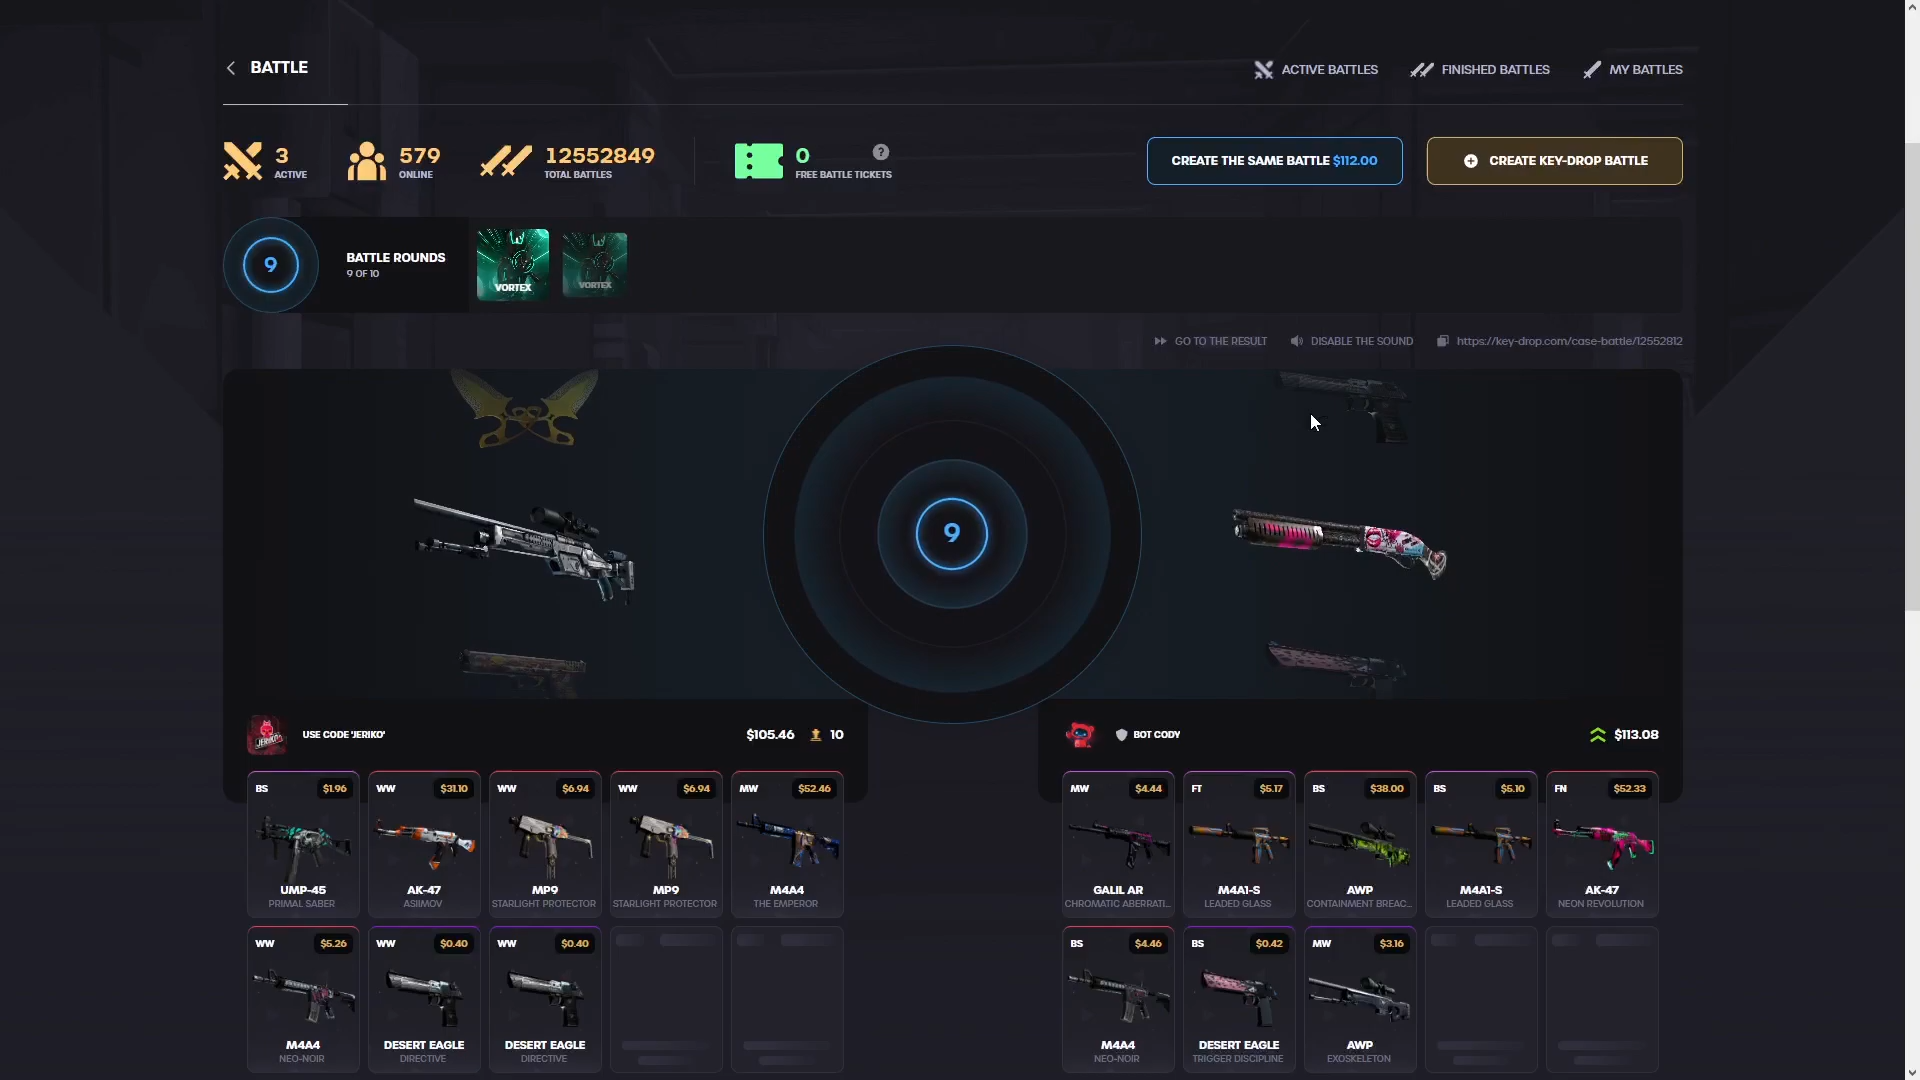 BATTLE
ACTIVE BATTLES
FINISHED BATTLES
MY BATTLES
3
ACTIVE
579
ONLINE
12552849
TOTAL BATTLES
0
FREE BATTLE TICKETS
?
CREATE THE SAME BATTLE $112.00
CREATE KEY-DROP BATTLE
9
BATTLE ROUNDS
9 OF 10
VORTEX
VORTEX
GO TO THE RESULT
DISABLE THE SOUND
https://key-drop.com/case-battle/12552812
9
USE CODE 'JERIKO'
$105.46
10
BOT CODY
$113.08
BS $1.96
UMP-45
PRIMAL SABER
WW $31.10
AK-47
ASIIMOV
WW $6.94
MP9
STARLIGHT PROTECTOR
WW $6.94
MP9
STARLIGHT PROTECTOR
MW $52.46
M4A4
THE EMPEROR
MW $4.44
GALIL AR
CHROMATIC ABERRATI...
FT $5.17
M4A1-S
LEADED GLASS
BS $38.00
AWP
CONTAINMENT BREAC...
BS $5.10
M4A1-S
LEADED GLASS
FN $52.33
AK-47
NEON REVOLUTION
WW $5.26
M4A4
NEO-NOIR
WW $0.40
DESERT EAGLE
DIRECTIVE
WW $0.40
DESERT EAGLE
DIRECTIVE
BS $4.46
M4A4
NEO-NOIR
BS $0.42
DESERT EAGLE
TRIGGER DISCIPLINE
MW $3.16
AWP
EXOSKELETON